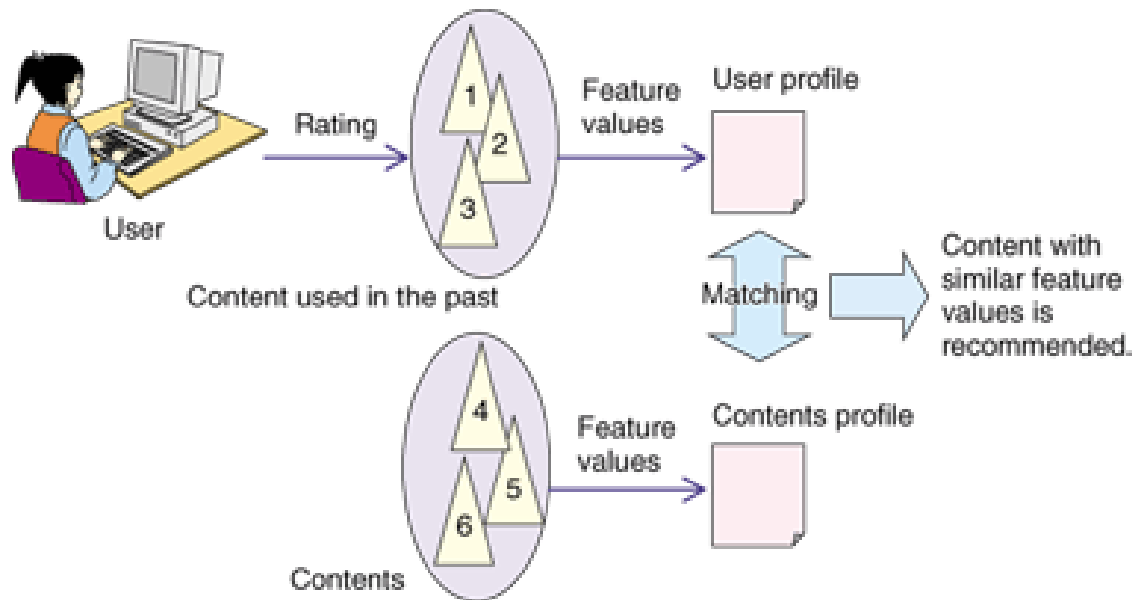 User
Rating
1
2
3
Content used in the past
Feature
values
User profile
Matching
Content with
similar feature
values is
recommended.
4
5
6
Contents
Feature
values
Contents profile